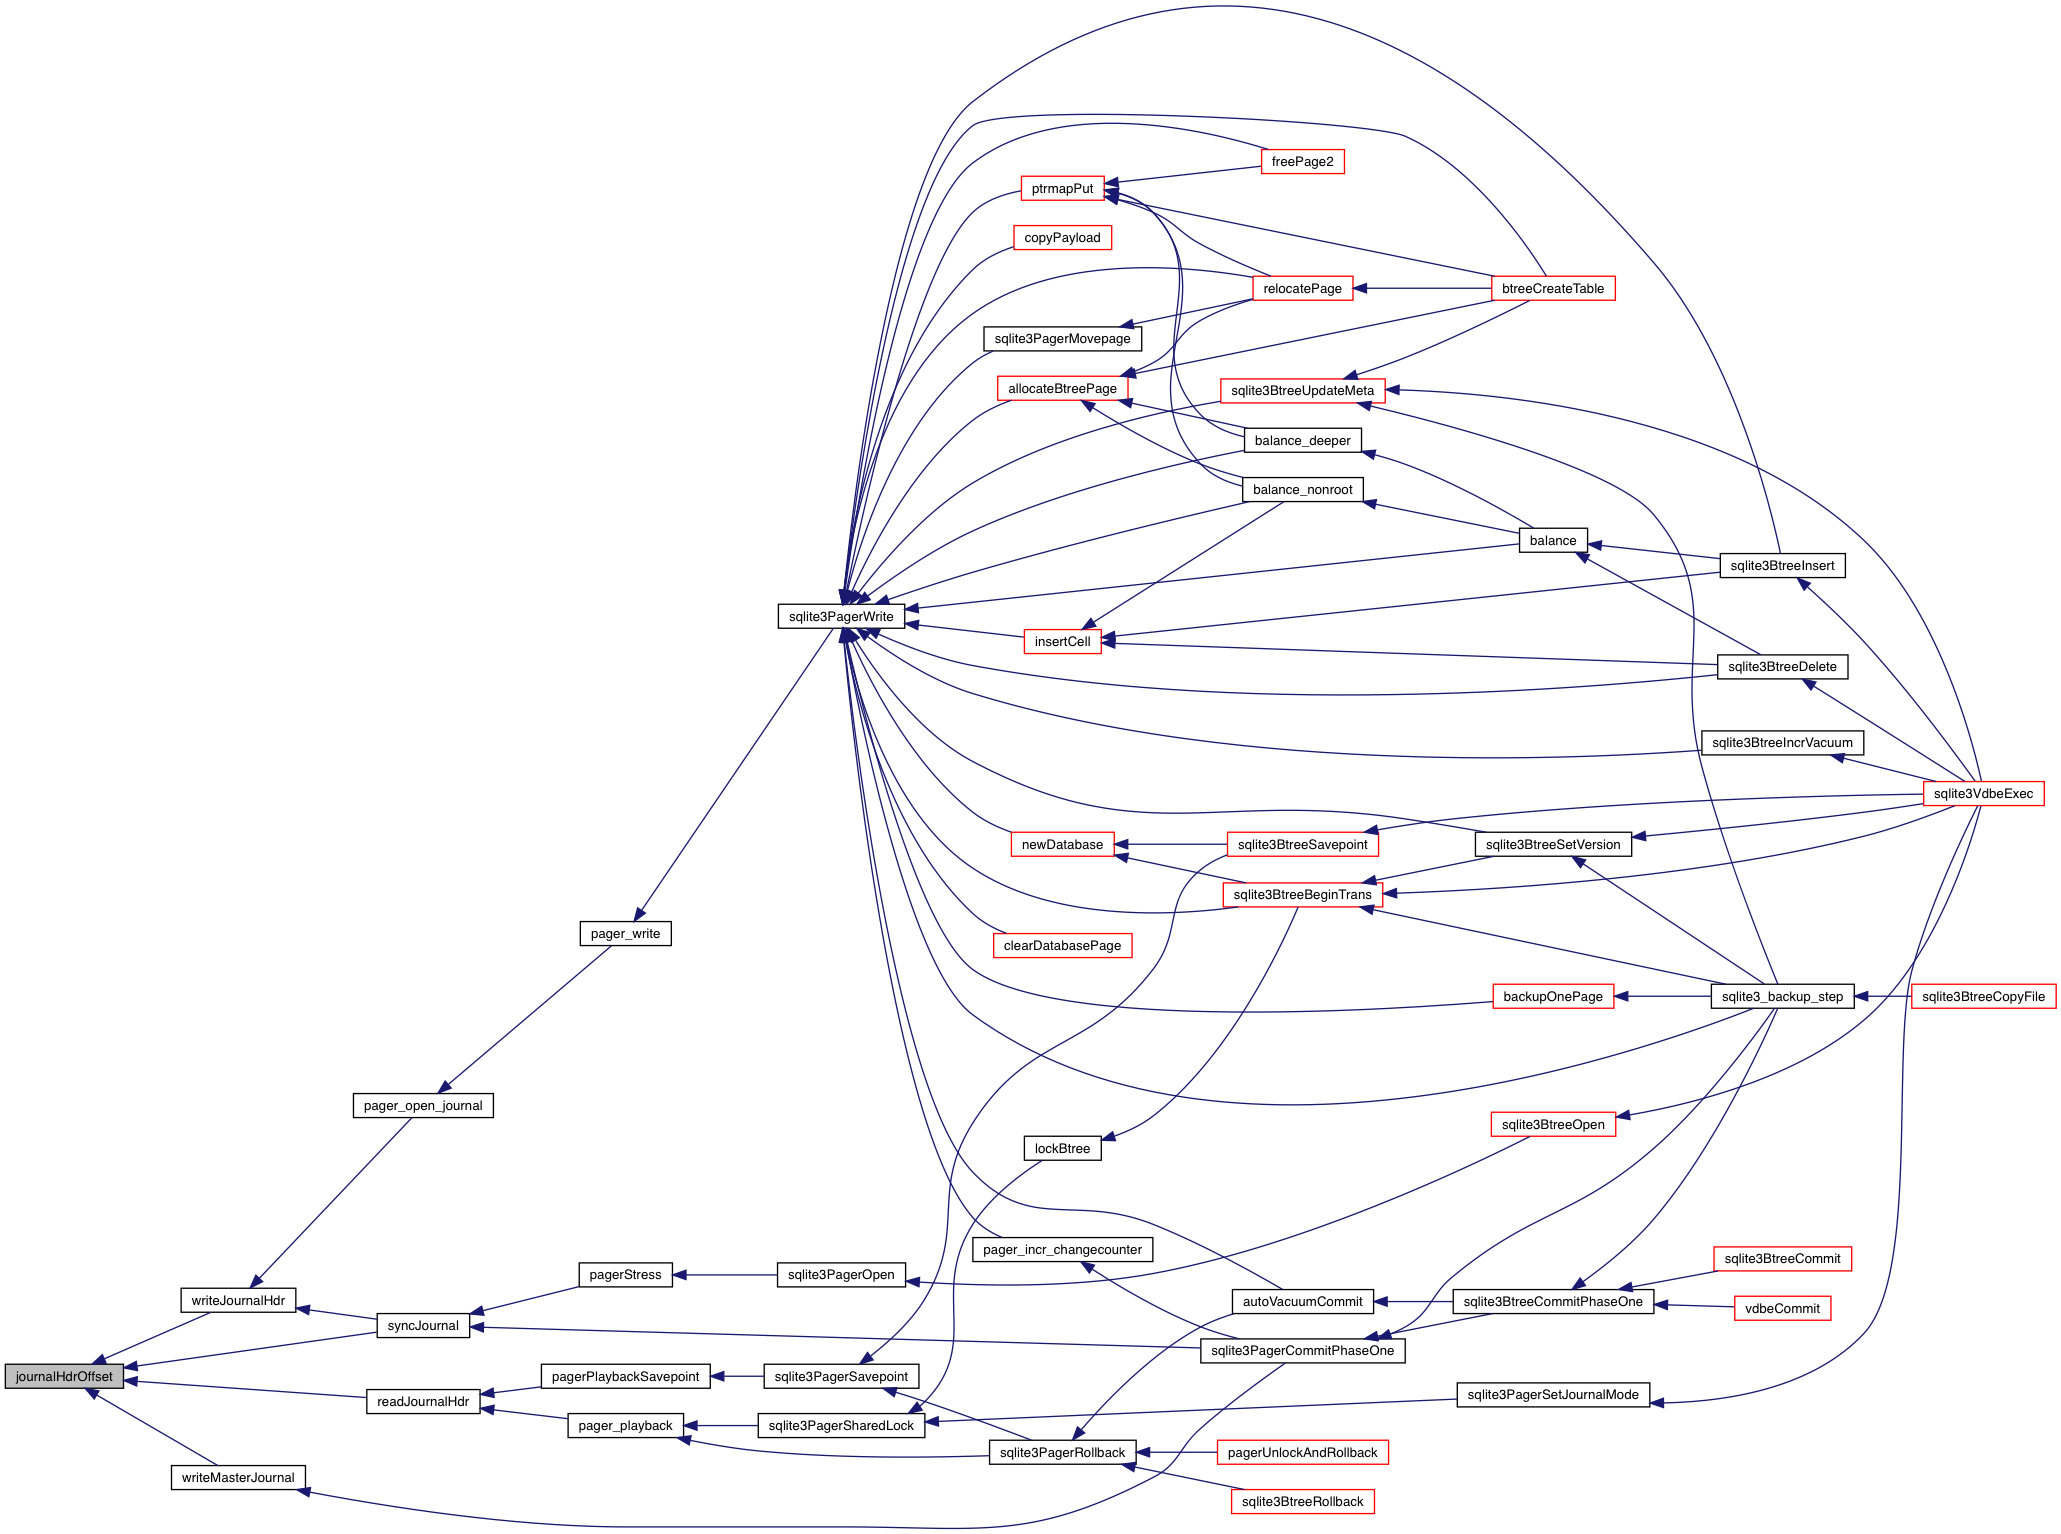 freePage2
ptrmapPut
copyPayload
relocatePage
btreeCreateTable
sqlite3PagerMovepage
allocateBtreePage
sqlite3BtreeUpdateMeta
balance_deeper
balance_nonroot
balance
sqlite3BtreeInsert
sqlite3PagerWrite
insertCell
sqlite3BtreeDelete
sqlite3BtreeIncrVacuum
sqlite3VdbeExec
newDatabase
sqlite3BtreeSavepoint
sqlite3BtreeSetVersion
sqlite3BtreeBeginTrans
pager_write
clearDatabasePage
backupOnePage
sqlite3_backup_step
sqlite3BtreeCopyFile
pager_open_journal
sqlite3BtreeOpen
lockBtree
pager_incr_changecounter
sqlite3BtreeCommit
pagerStress
sqlite3PagerOpen
writeJournalHdr
autoVacuumCommit
sqlite3BtreeCommitPhaseOne
vdbeCommit
syncJournal
sqlite3PagerCommitPhaseOne
journalHdrOffset
pagerPlaybackSavepoint
sqlite3PagerSavepoint
sqlite3PagerSetJournalMode
readJournalHdr
pager_playback
sqlite3PagerSharedLock
sqlite3PagerRollback
pagerUnlockAndRollback
writeMasterJournal
sqlite3BtreeRollback